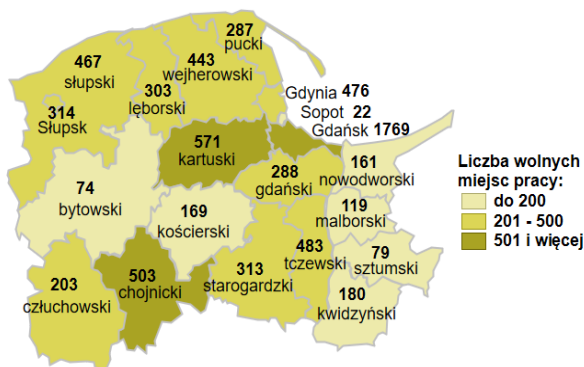 287
pucki
467
słupski
443
wejherowski
303
lęborski
Gdynia 476
Sopot 22
Gdańsk 1769
314
Słupsk
571
kartuski
288
gdański
161
nowodworski
74
bytowski
169
kościerski
119
malborski
483
tczewski
79
sztumski
203
człuchowski
503
chojnicki
313
starogardzki
180
kwidzyński
Liczba wolnych
miejsc pracy:
do 200
201 - 500
501 i więcej